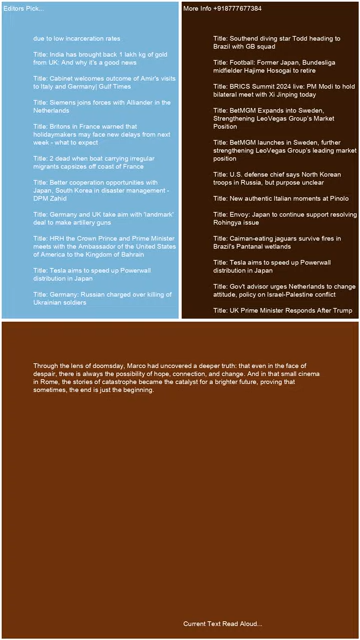 Editors Pick...
due to low incarceration rates
Title: India has brought back 1 lakh kg of gold
from UK: And why it's a good news
Title: Cabinet welcomes outcome of Amir's visits
to Italy and Germany| Gulf Times
Title: Siemens joins forces with Alliander in the
Netherlands
Title: Britons in France warned that
holidaymakers may face new delays from next
week - what to expect
Title: 2 dead when boat carrying irregular
migrants capsizes off coast of France
Title: Better cooperation opportunities with
Japan, South Korea in disaster management -
DPM Zahid
Title: Germany and UK take aim with 'landmark'
deal to make artillery guns
Title: HRH the Crown Prince and Prime Minister
meets with the Ambassador of the United States
of America to the Kingdom of Bahrain
Title: Tesla aims to speed up Powerwall
distribution in Japan
Title: Germany: Russian charged over killing of
Ukrainian soldiers
More Info +918777677384
Title: Southend diving star Todd heading to
Brazil with GB squad
Title: Football: Former Japan, Bundesliga
midfielder Hajime Hosogai to retire
Title: BRICS Summit 2024 live: PM Modi to hold
bilateral meet with Xi Jinping today
Title: BetMGM Expands into Sweden,
Strengthening LeoVegas Group's Market
Position
Title: BetMGM launches in Sweden, further
strengthening LeoVegas Group's leading market
position
Title: U.S. defense chief says North Korean
troops in Russia, but purpose unclear
Title: New authentic Italian moments at Pinolo
Title: Envoy: Japan to continue support resolving
Rohingya issue
Title: Caiman-eating jaguars survive fires in
Brazil's Pantanal wetlands
Title: Tesla aims to speed up Powerwall
distribution in Japan
Title: Gov't advisor urges Netherlands to change
attitude, policy on Israel-Palestine conflict
Title: UK Prime Minister Responds After Trump
Through the lens of doomsday, Marco had uncovered a deeper truth: that even in the face of
despair, there is always the possibility of hope, connection, and change. And in that small cinema
in Rome, the stories of catastrophe became the catalyst for a brighter future, proving that
sometimes, the end is just the beginning.
Current Text Read Aloud...